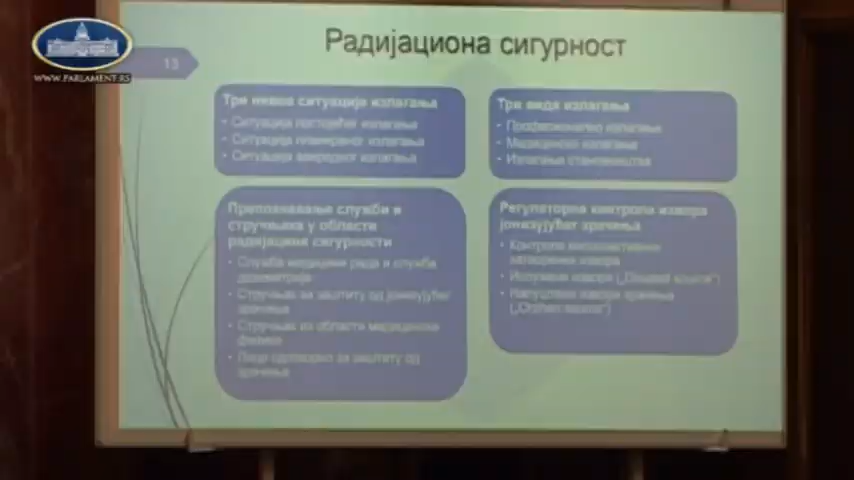 WWW.PARLAMENT.RS
13
Радијациона сигурност
Три нивоа ситуација излагања
• Ситуација постојећег излагања
• Ситуација планираног излагања
• Ситуација ванредног излагања
Три вида излагања
• Професионално излагање
• Медицинско излагање
• Излагање становништва
Препознавање служби и
стручњака у области
радијационе сигурности
• Служба медицине рада и служба
дозиметрије
• Стручњак за заштиту од јонизујућег
зрачења
• Стручњак из области медицинске
физике
• Лице одговорно за заштиту од
зрачења
Регулаторна контрола извора
јонизујућег зрачења
• Контрола високоактивних
затворених извора
• извори („Disused source“)
• Напуштени извори зрачења
(„Orphan source“)